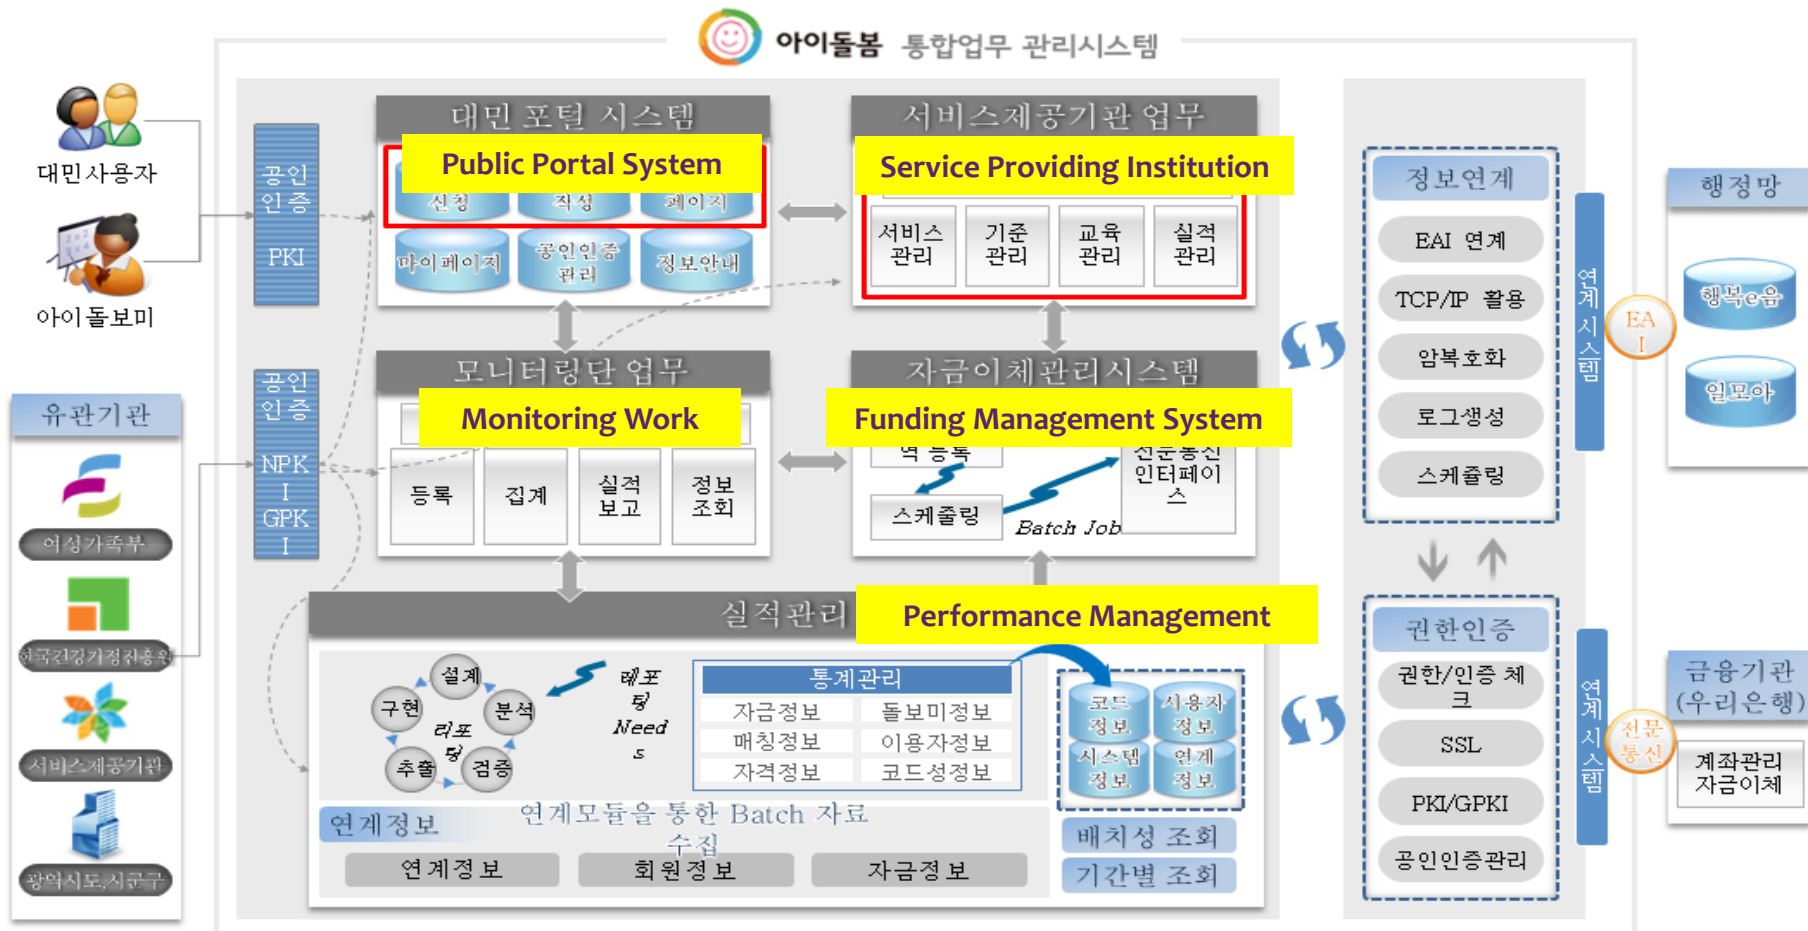 아이돌봄 통합업무 관리시스템
대민사용자
아이돌보미
유관기관
여성가족부
한국건강가정진흥원
서비스제공기관
광역시도,시군구
공인
인증
PKI
공인
인증
NPK
I
GPK
I
대민 포털 시스템
Public Portal System
신청
작성
페이지
마이페이지
공인인증
관리
정보안내
서비스제공기관 업무
Service Providing Institution
서비스
관리
기준
관리
교육
관리
실적
관리
모니터링단 업무
Monitoring Work
등록
집계
실적
보고
정보
조회
자금이체관리시스템
Funding Management System
역 등록
스케줄링
Batch Job
전문통신
인터페이
스
실적관리
Performance Management
설계
구현
분석
리포
팅
추출
검증
레포
팅
Need
s
통계관리
자금정보
돌보미정보
매칭정보
이용자정보
자격정보
코드성정보
코드
정보
사용자
정보
시스템
정보
연계
정보
연계정보
연계모듈을 통한 Batch 자료
수집
연계정보
회원정보
자금정보
배치성 조회
기간별 조회
정보연계
EAI 연계
TCP/IP 활용
암복호화
로그생성
스케쥴링
권한인증
권한/인증 체
크
SSL
PKI/GPKI
공인인증관리
연계시스템
EA
I
행정망
행복e음
일모아
연계시스템
전문
통신
금융기관
(우리은행)
계좌관리
자금이체